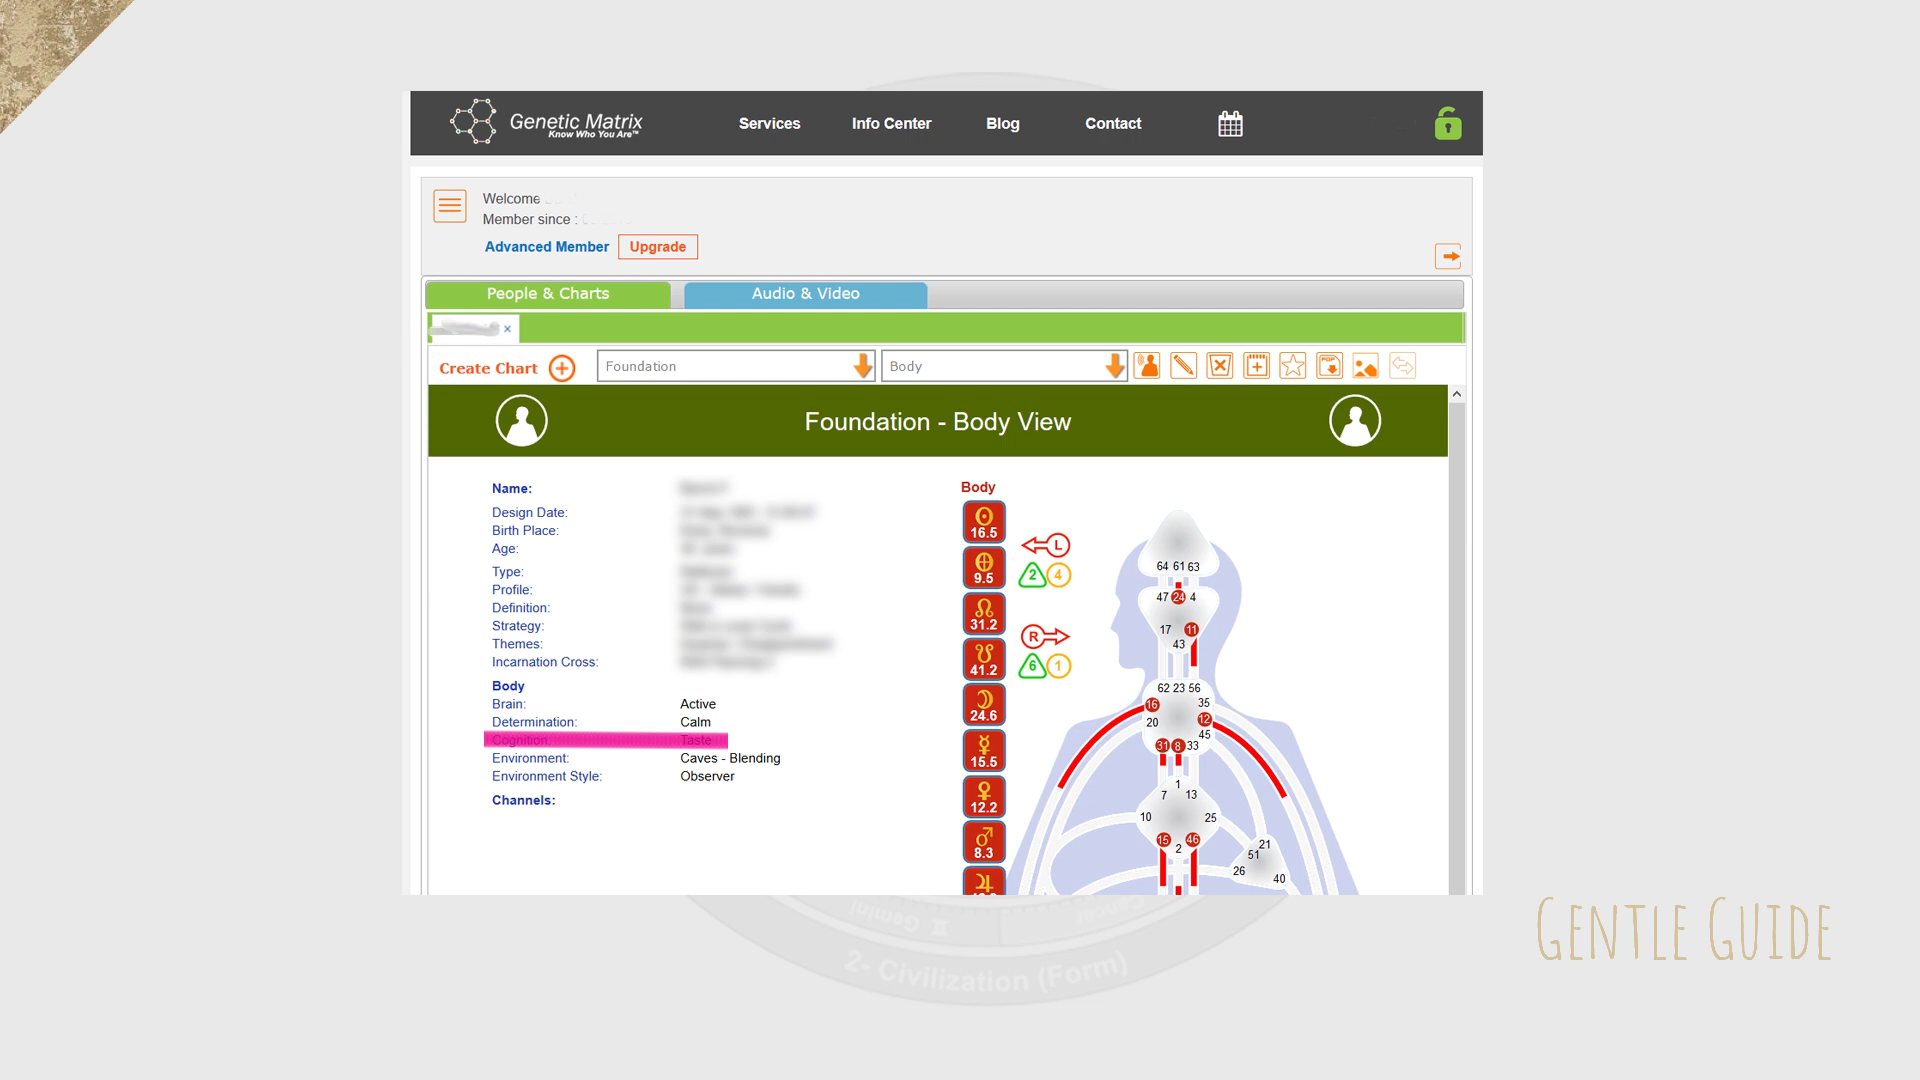 Genetic Matrix
Know Who You Are™
Services
Info Center
Blog
Contact
Welcome
Member since :
Advanced Member
Upgrade
People & Charts
Audio & Video
×
Create Chart
Foundation
Body
PDF
Foundation - Body View
Name:
Design Date:
Birth Place:
Age:
Type:
Profile:
Definition:
Strategy:
Themes:
Incarnation Cross:
Body
Brain: Active
Determination: Calm
Cognition: Taste
Environment: Caves - Blending
Environment Style: Observer
Channels:
Body
16.5
9.5
31.2
41.2
24.6
15.5
12.2
8.3
L
2 4
R
6 1
64 61 63
47 24 4
17 11
43
62 23 56
16 35
20 12
45
31 8 33
1
7 13
10 25
15 46
2
21
51
26
40
Gemini
Cancer
2- Civilization (Form)
Gentle Guide